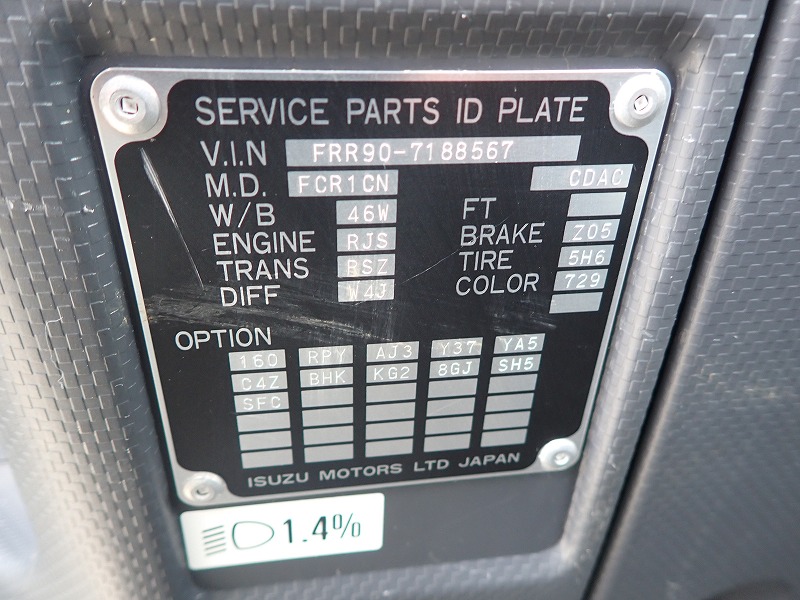 SERVICE PARTS ID PLATE
V.I.N FRR90-7188567
M.D. FCR1CN CDAC
W/B 46W FT
ENGINE RJS BRAKE Z05
TRANS RSZ TIRE 5H6
DIFF W4J COLOR 729
OPTION
160 RPY AJ3 Y37 YA5
C4Z BHK KG2 8GJ SH5
SFC
ISUZU MOTORS LTD JAPAN
1.4%